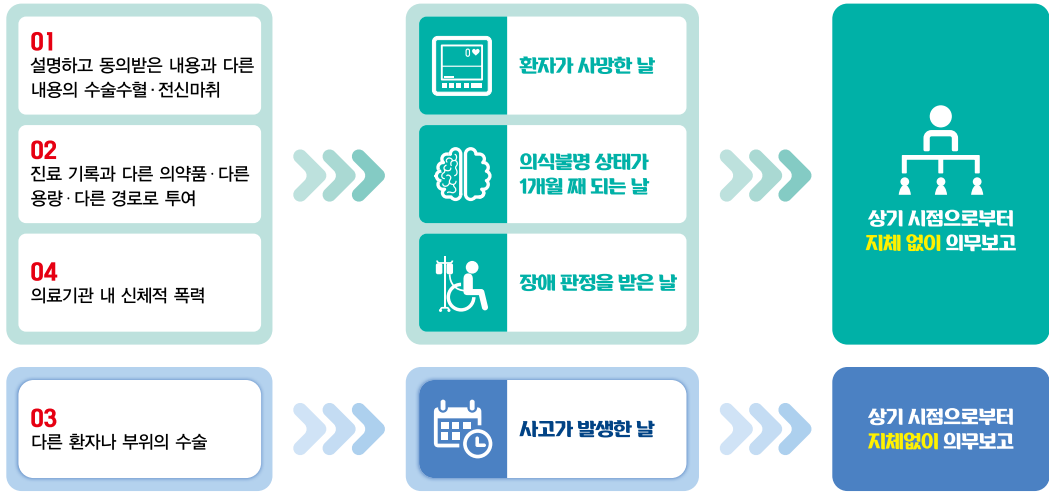 01
설명하고 동의받은 내용과 다른
내용의 수술수혈·전신마취
02
진료 기록과 다른 의약품·다른
용량·다른 경로로 투여
04
의료기관 내 신체적 폭력
0
환자가 사망한 날
의식불명 상태가
1개월 째 되는 날
장애 판정을 받은 날
상기 시점으로부터
지체 없이 의무보고
03
다른 환자나 부위의 수술
사고가 발생한 날
상기 시점으로부터
지체없이 의무보고